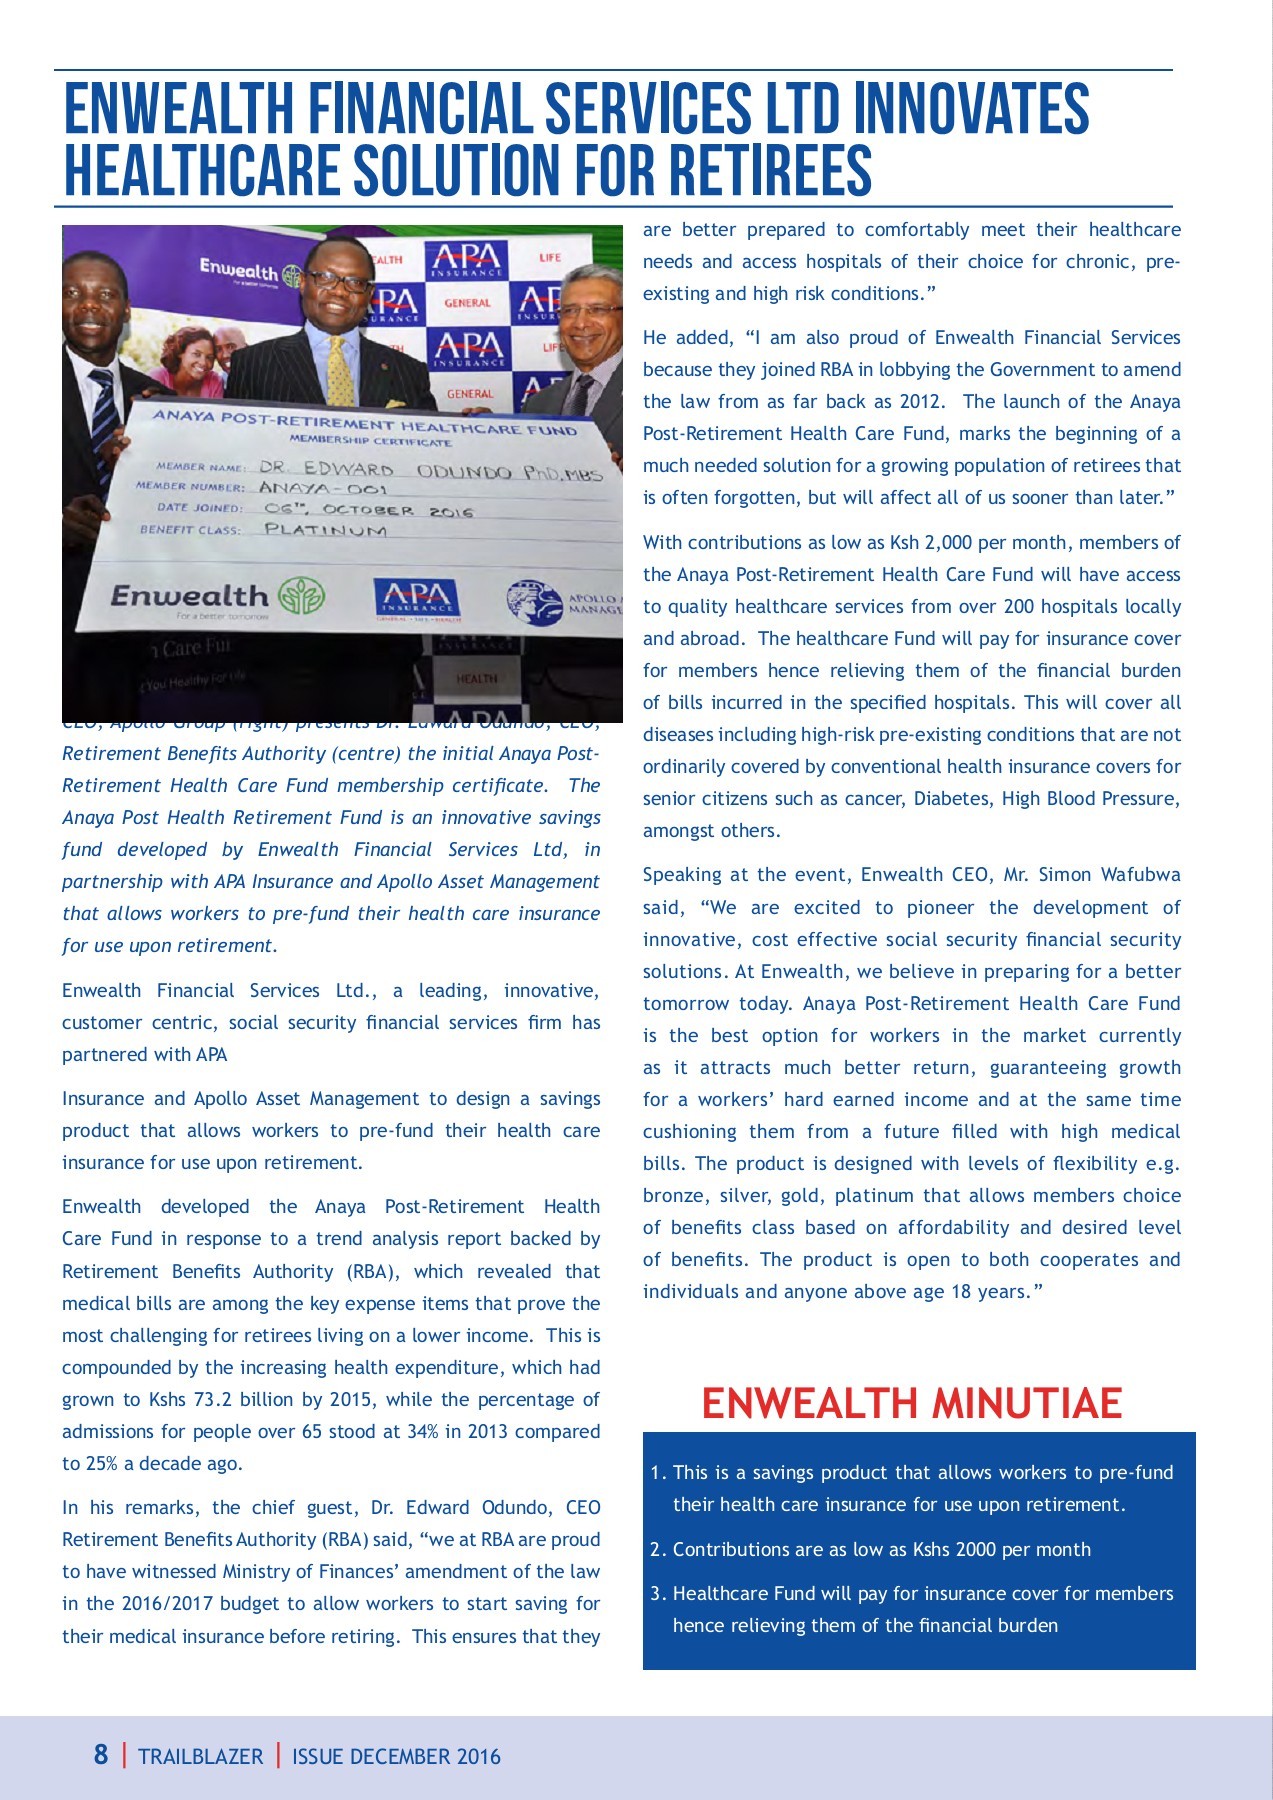 ENWEALTH FINANCIAL SERVICES LTD INNOVATES
HEALTHCARE SOLUTION FOR RETIREES
Enwealth
For a better tomorrow
APA
INSURANCE
LIFE
GENERAL
APA
INSURANCE
GENERAL
ANAYA POST-RETIREMENT HEALTHCARE FUND
MEMBERSHIP CERTIFICATE
MEMBER NAME: DR. EDWARD ODUNDO PhD, MBS
MEMBER NUMBER: ANAYA-001
DATE JOINED: 06TH, OCTOBER 2016
BENEFIT CLASS: PLATINUM
Enwealth
For a better tomorrow
APA
INSURANCE
GENERAL - LIFE - HEALTH
APOLLO
Care Fun
You Healthy For Life
HEALTH
APA
CEO, Apollo Group (right) presents Dr. Edward Odundo, CEO,
Retirement Benefits Authority (centre) the initial Anaya Post-
Retirement Health Care Fund membership certificate. The
Anaya Post Health Retirement Fund is an innovative savings
fund developed by Enwealth Financial Services Ltd, in
partnership with APA Insurance and Apollo Asset Management
that allows workers to pre-fund their health care insurance
for use upon retirement.
Enwealth Financial Services Ltd., a leading, innovative,
customer centric, social security financial services firm has
partnered with APA
Insurance and Apollo Asset Management to design a savings
product that allows workers to pre-fund their health care
insurance for use upon retirement.
Enwealth developed the Anaya Post-Retirement Health
Care Fund in response to a trend analysis report backed by
Retirement Benefits Authority (RBA), which revealed that
medical bills are among the key expense items that prove the
most challenging for retirees living on a lower income. This is
compounded by the increasing health expenditure, which had
grown to Kshs 73.2 billion by 2015, while the percentage of
admissions for people over 65 stood at 34% in 2013 compared
to 25% a decade ago.
In his remarks, the chief guest, Dr. Edward Odundo, CEO
Retirement Benefits Authority (RBA) said, “we at RBA are proud
to have witnessed Ministry of Finances’ amendment of the law
in the 2016/2017 budget to allow workers to start saving for
their medical insurance before retiring. This ensures that they
are better prepared to comfortably meet their healthcare
needs and access hospitals of their choice for chronic, pre-
existing and high risk conditions.”
He added, “I am also proud of Enwealth Financial Services
because they joined RBA in lobbying the Government to amend
the law from as far back as 2012. The launch of the Anaya
Post-Retirement Health Care Fund, marks the beginning of a
much needed solution for a growing population of retirees that
is often forgotten, but will affect all of us sooner than later.”
With contributions as low as Ksh 2,000 per month, members of
the Anaya Post-Retirement Health Care Fund will have access
to quality healthcare services from over 200 hospitals locally
and abroad. The healthcare Fund will pay for insurance cover
for members hence relieving them of the financial burden
of bills incurred in the specified hospitals. This will cover all
diseases including high-risk pre-existing conditions that are not
ordinarily covered by conventional health insurance covers for
senior citizens such as cancer, Diabetes, High Blood Pressure,
amongst others.
Speaking at the event, Enwealth CEO, Mr. Simon Wafubwa
said, “We are excited to pioneer the development of
innovative, cost effective social security financial security
solutions. At Enwealth, we believe in preparing for a better
tomorrow today. Anaya Post-Retirement Health Care Fund
is the best option for workers in the market currently
as it attracts much better return, guaranteeing growth
for a workers’ hard earned income and at the same time
cushioning them from a future filled with high medical
bills. The product is designed with levels of flexibility e.g.
bronze, silver, gold, platinum that allows members choice
of benefits class based on affordability and desired level
of benefits. The product is open to both cooperates and
individuals and anyone above age 18 years.”
ENWEALTH MINUTIAE
1. This is a savings product that allows workers to pre-fund
their health care insurance for use upon retirement.
2. Contributions are as low as Kshs 2000 per month
3. Healthcare Fund will pay for insurance cover for members
hence relieving them of the financial burden
8 | TRAILBLAZER | ISSUE DECEMBER 2016